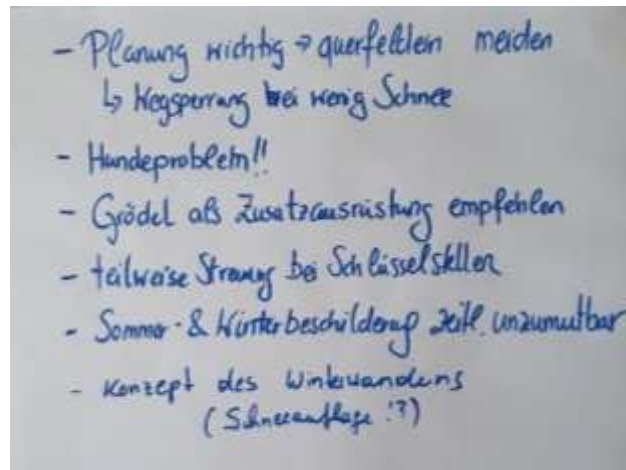 - Planung wichtig → querfeldein meiden
↳ Wegsperrung bei wenig Schnee
- Hundeproblem!!
- Grödel als Zusatzausrüstung empfehlen
- teilweise Streuung bei Schlüsselstellen
- Sommer- & Winterbeschilderung zeitl. unzumutbar
- Konzept des Winterwanderns
(Schneeauflage!?)